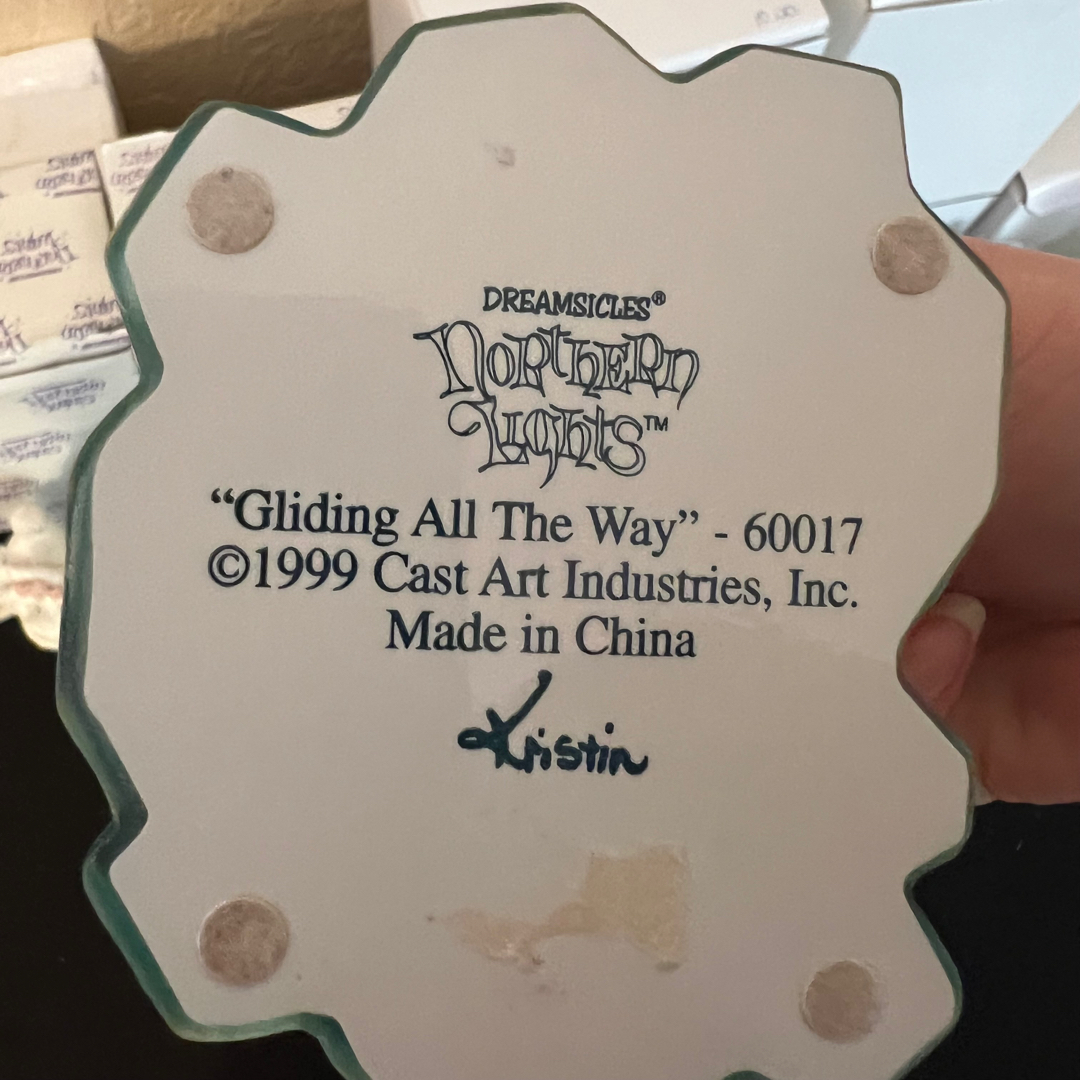 DREAMSICLES®
Northern
Lights™
“Gliding All The Way” - 60017
©1999 Cast Art Industries, Inc.
Made in China
Kristin